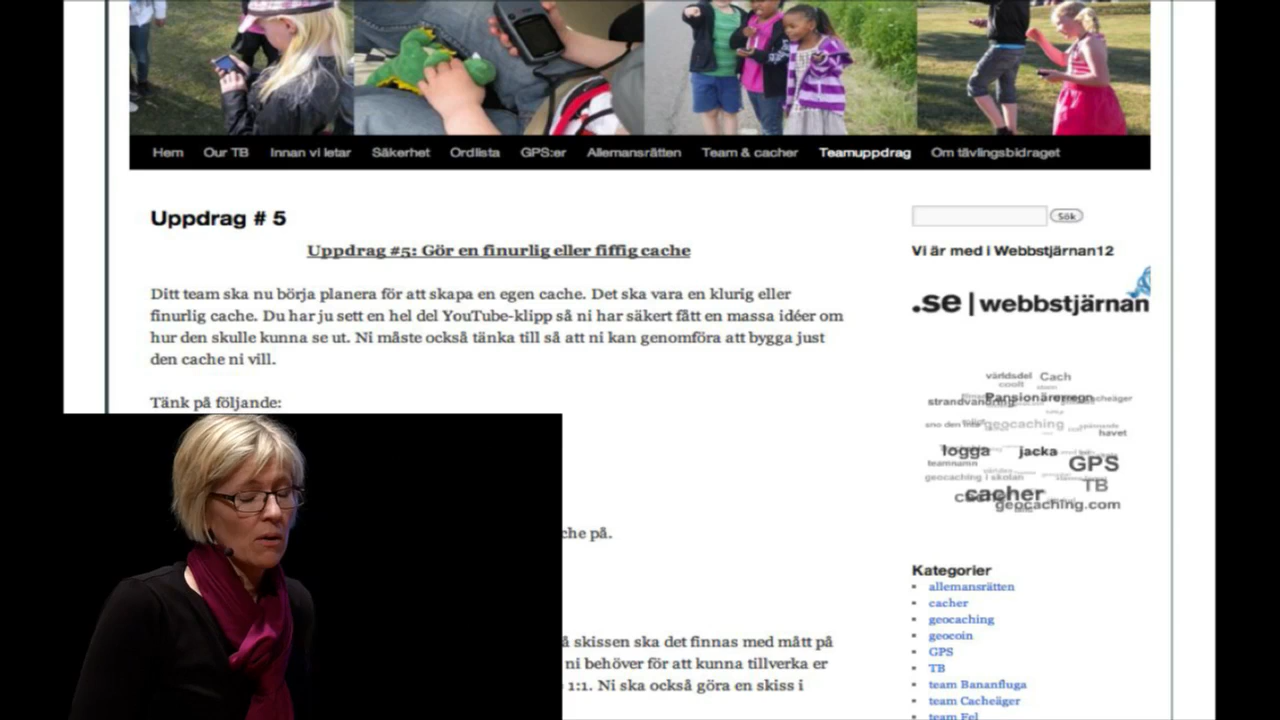 Hem Our TB Innan vi letar Säkerhet Ordlista GPS:er Allemansrätten Team & cacher Teamuppdrag Om tävlingsbidraget
Uppdrag # 5
Uppdrag #5: Gör en finurlig eller fiffig cache
Ditt team ska nu börja planera för att skapa en egen cache. Det ska vara en klurig eller
finurlig cache. Du har ju sett en hel del YouTube-klipp så ni har säkert fått en massa idéer om
hur den skulle kunna se ut. Ni måste också tänka till så att ni kan genomföra att bygga just
den cache ni vill.
Tänk på följande:
che på.
å skissen ska det finnas med mått på
ni behöver för att kunna tillverka er
1:1. Ni ska också göra en skiss i
Sök
Vi är med i Webbstjärnan12
.se | webbstjärnan
världsdel Cach
coolt
strandvandring Pansionärerregn cacheäger
sno den inte geocaching
havet
logga jacka
teamnamn GPS
geocaching i skolan
TB
cacher
geocaching.com
Kategorier
allemansrätten
cacher
geocaching
geocoin
GPS
TB
team Bananfluga
team Cacheäger
team Fel